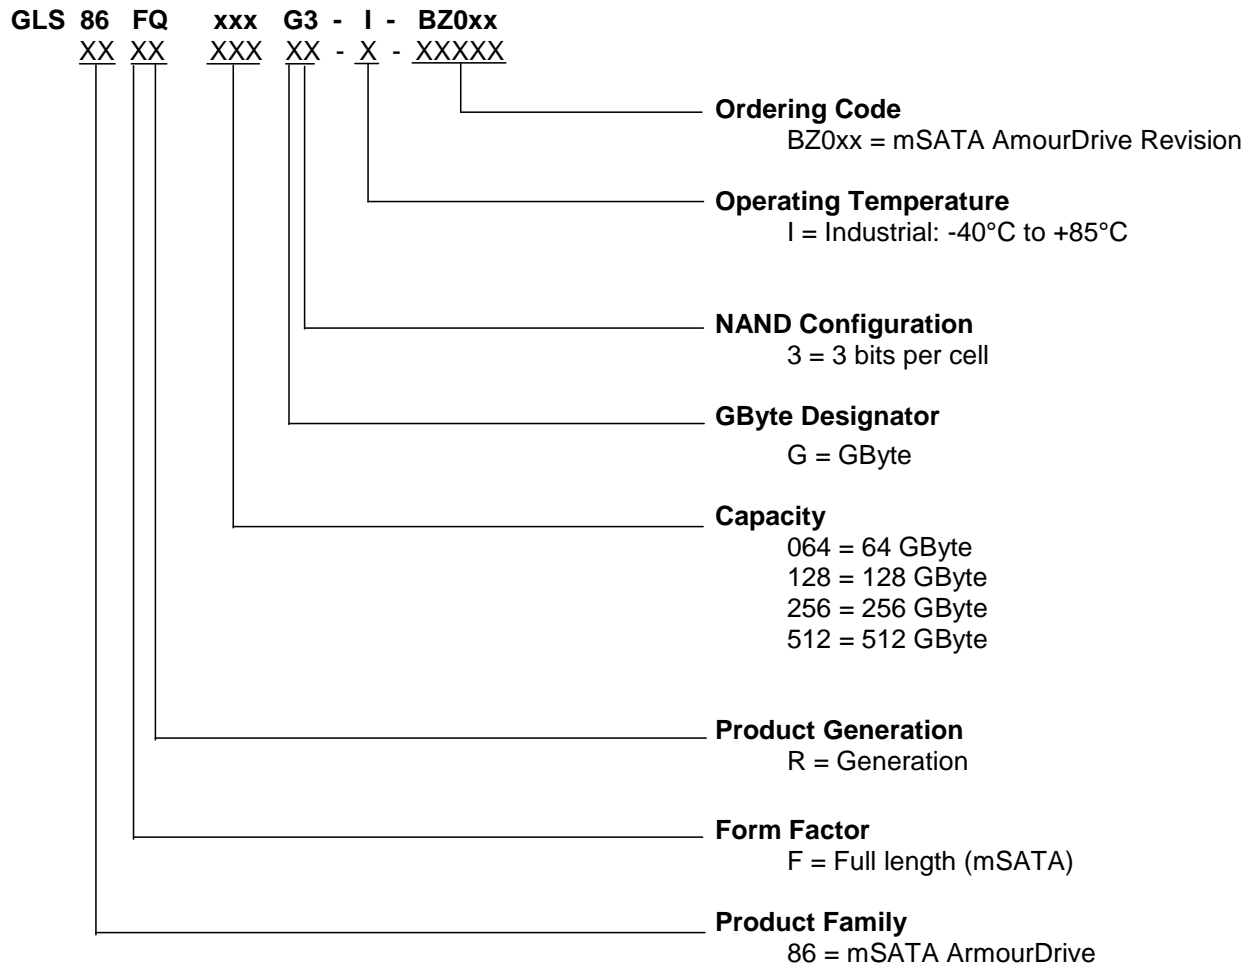 GLS 86 FQ xxx G3 - I - BZ0xx
XX XX XXX XX - X - XXXXX
Ordering Code
BZ0xx = mSATA AmourDrive Revision
Operating Temperature
I = Industrial: -40°C to +85°C
NAND Configuration
3 = 3 bits per cell
GByte Designator
G = GByte
Capacity
064 = 64 GByte
128 = 128 GByte
256 = 256 GByte
512 = 512 GByte
Product Generation
R = Generation
Form Factor
F = Full length (mSATA)
Product Family
86 = mSATA ArmourDrive